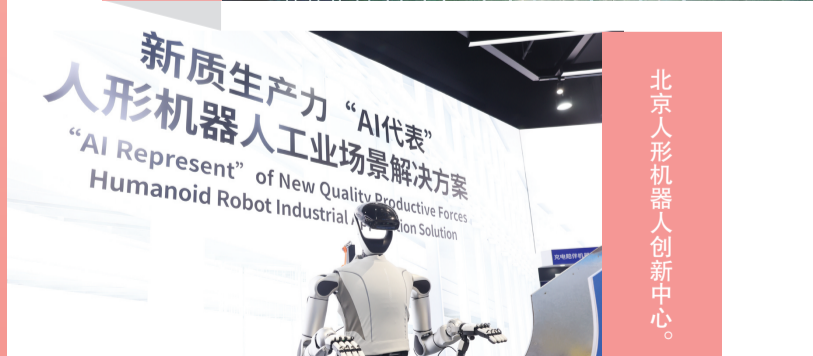 新质生产力“AI代表”
人形机器人工业场景解决方案
“AI Represent” of New Quality Productive Forces
Humanoid Robot Industrial Solution
北京人形机器人创新中心。